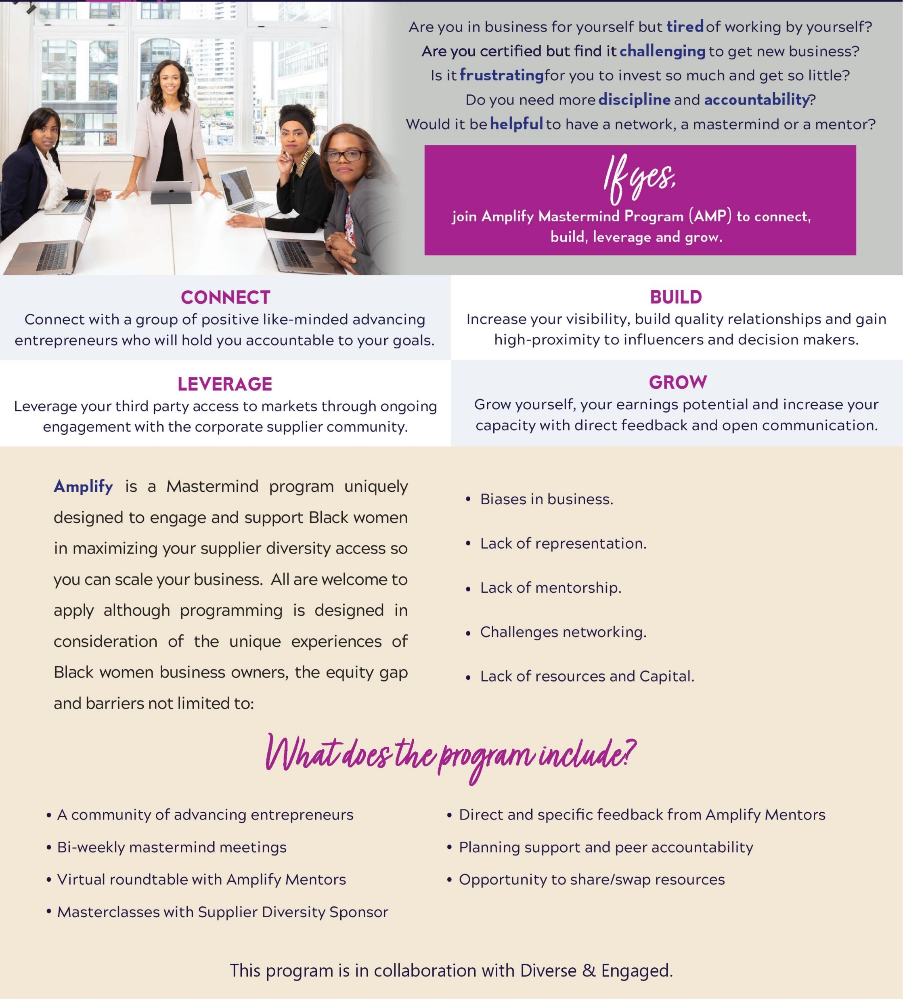 Are you in business for yourself but tired of working by yourself?
Are you certified but find it challenging to get new business?
Is it frustratingfor you to invest so much and get so little?
Do you need more discipline and accountability?
Would it be helpful to have a network, a mastermind or a mentor?
If yes,
join Amplify Mastermind Program (AMP) to connect,
build, leverage and grow.
CONNECT
Connect with a group of positive like-minded advancing
entrepreneurs who will hold you accountable to your goals.
BUILD
Increase your visibility, build quality relationships and gain
high-proximity to influencers and decision makers.
LEVERAGE
Leverage your third party access to markets through ongoing
engagement with the corporate supplier community.
GROW
Grow yourself, your earnings potential and increase your
capacity with direct feedback and open communication.
Amplify is a Mastermind program uniquely
designed to engage and support Black women
in maximizing your supplier diversity access so
you can scale your business. All are welcome to
apply although programming is designed in
consideration of the unique experiences of
Black women business owners, the equity gap
and barriers not limited to:
• Biases in business.
• Lack of representation.
• Lack of mentorship.
• Challenges networking.
• Lack of resources and Capital.
What does the program include?
• A community of advancing entrepreneurs
• Bi-weekly mastermind meetings
• Virtual roundtable with Amplify Mentors
• Masterclasses with Supplier Diversity Sponsor
• Direct and specific feedback from Amplify Mentors
• Planning support and peer accountability
• Opportunity to share/swap resources
This program is in collaboration with Diverse & Engaged.